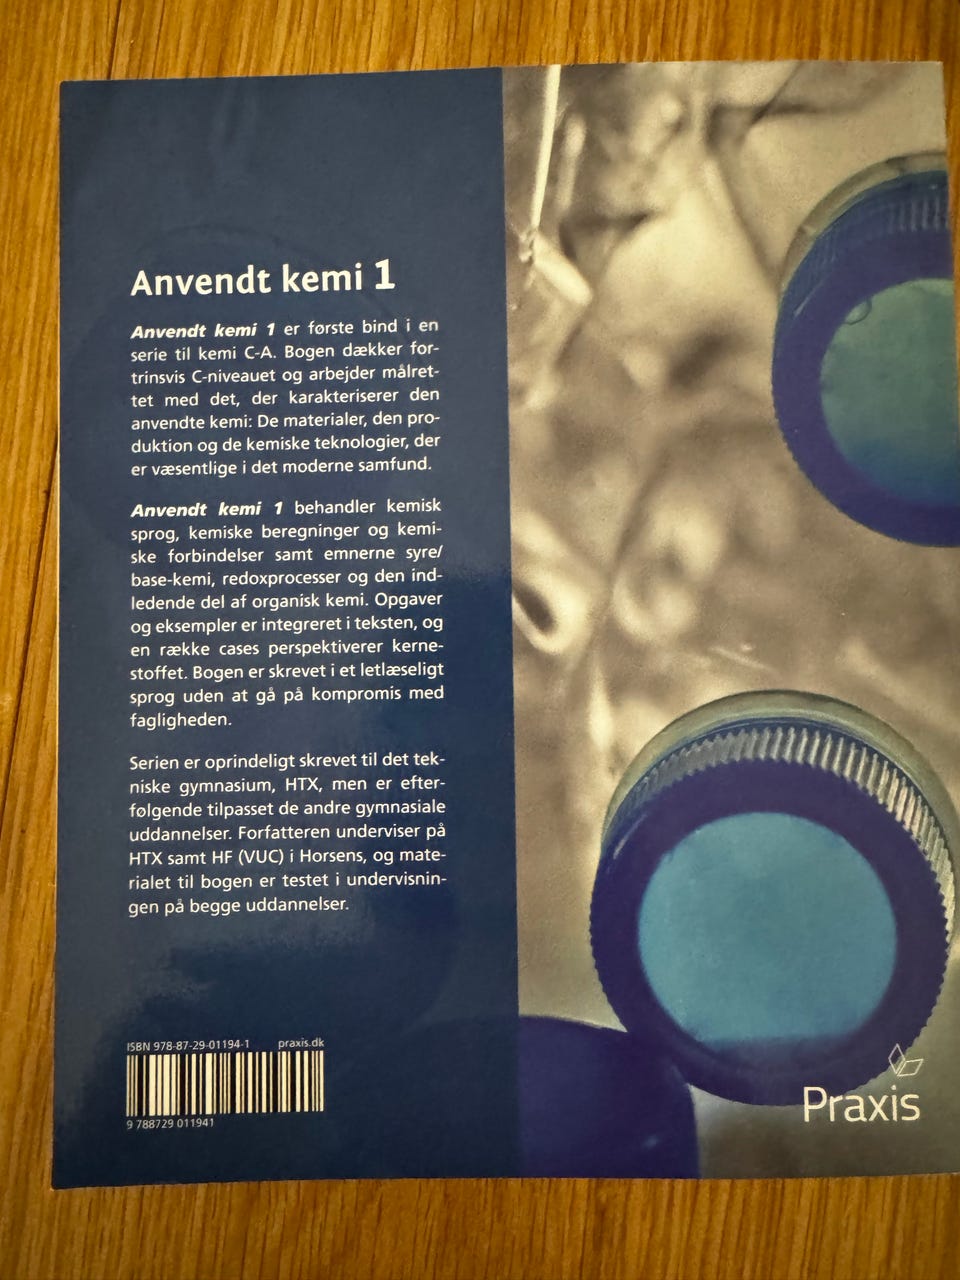 Anvendt kemi 1
Anvendt kemi 1 er første bind i en
serie til kemi C-A. Bogen dækker for-
trinsvis C-niveauet og arbejder målret-
tet med det, der karakteriserer den
anvendte kemi: De materialer, den pro-
duktion og de kemiske teknologier, der
er væsentlige i det moderne samfund.
Anvendt kemi 1 behandler kemisk
sprog, kemiske beregninger og kemi-
ske forbindelser samt emnerne syre/
base-kemi, redoxprocesser og den ind-
ledende del af organisk kemi. Opgaver
og eksempler er integreret i teksten, og
en række cases perspektiverer kerne-
stoffet. Bogen er skrevet i et letlæseligt
sprog uden at gå på kompromis med
fagligheden.
Serien er oprindeligt skrevet til det tek-
niske gymnasium, HTX, men er efter-
følgende tilpasset de andre gymnasiale
uddannelser. Forfatteren underviser på
HTX samt HF (VUC) i Horsens, og mate-
rialet til bogen er testet i undervisnin-
gen på begge uddannelser.
ISBN 978-87-29-01194-1 praxis.dk
9 788729 011941
Praxis